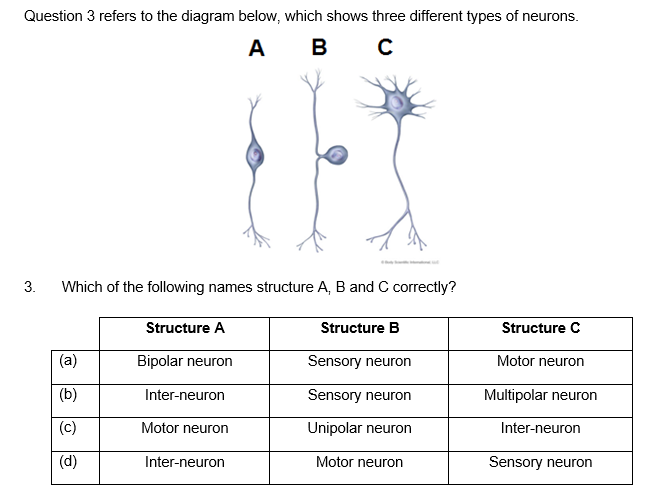 Question 3 refers to the diagram below, which shows three different types of neurons.
A B C
3. Which of the following names structure A, B and C correctly?
Structure A Structure B Structure C
(a) Bipolar neuron Sensory neuron Motor neuron
(b) Inter-neuron Sensory neuron Multipolar neuron
(c) Motor neuron Unipolar neuron Inter-neuron
(d) Inter-neuron Motor neuron Sensory neuron